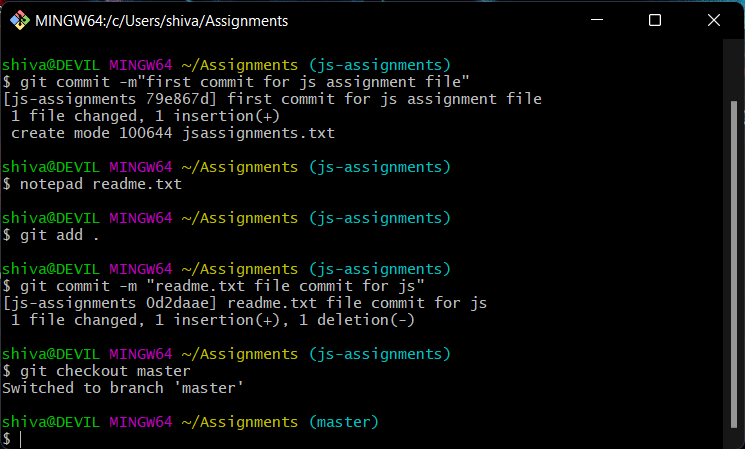 MINGW64:/c/Users/shiva/Assignments
shiva@DEVIL MINGW64 ~/Assignments (js-assignments)
$ git commit -m"first commit for js assignment file"
[js-assignments 79e867d] first commit for js assignment file
 1 file changed, 1 insertion(+)
 create mode 100644 jsassignments.txt
shiva@DEVIL MINGW64 ~/Assignments (js-assignments)
$ notepad readme.txt
shiva@DEVIL MINGW64 ~/Assignments (js-assignments)
$ git add .
shiva@DEVIL MINGW64 ~/Assignments (js-assignments)
$ git commit -m "readme.txt file commit for js"
[js-assignments 0d2daae] readme.txt file commit for js
 1 file changed, 1 insertion(+), 1 deletion(-)
shiva@DEVIL MINGW64 ~/Assignments (js-assignments)
$ git checkout master
Switched to branch 'master'
shiva@DEVIL MINGW64 ~/Assignments (master)
$